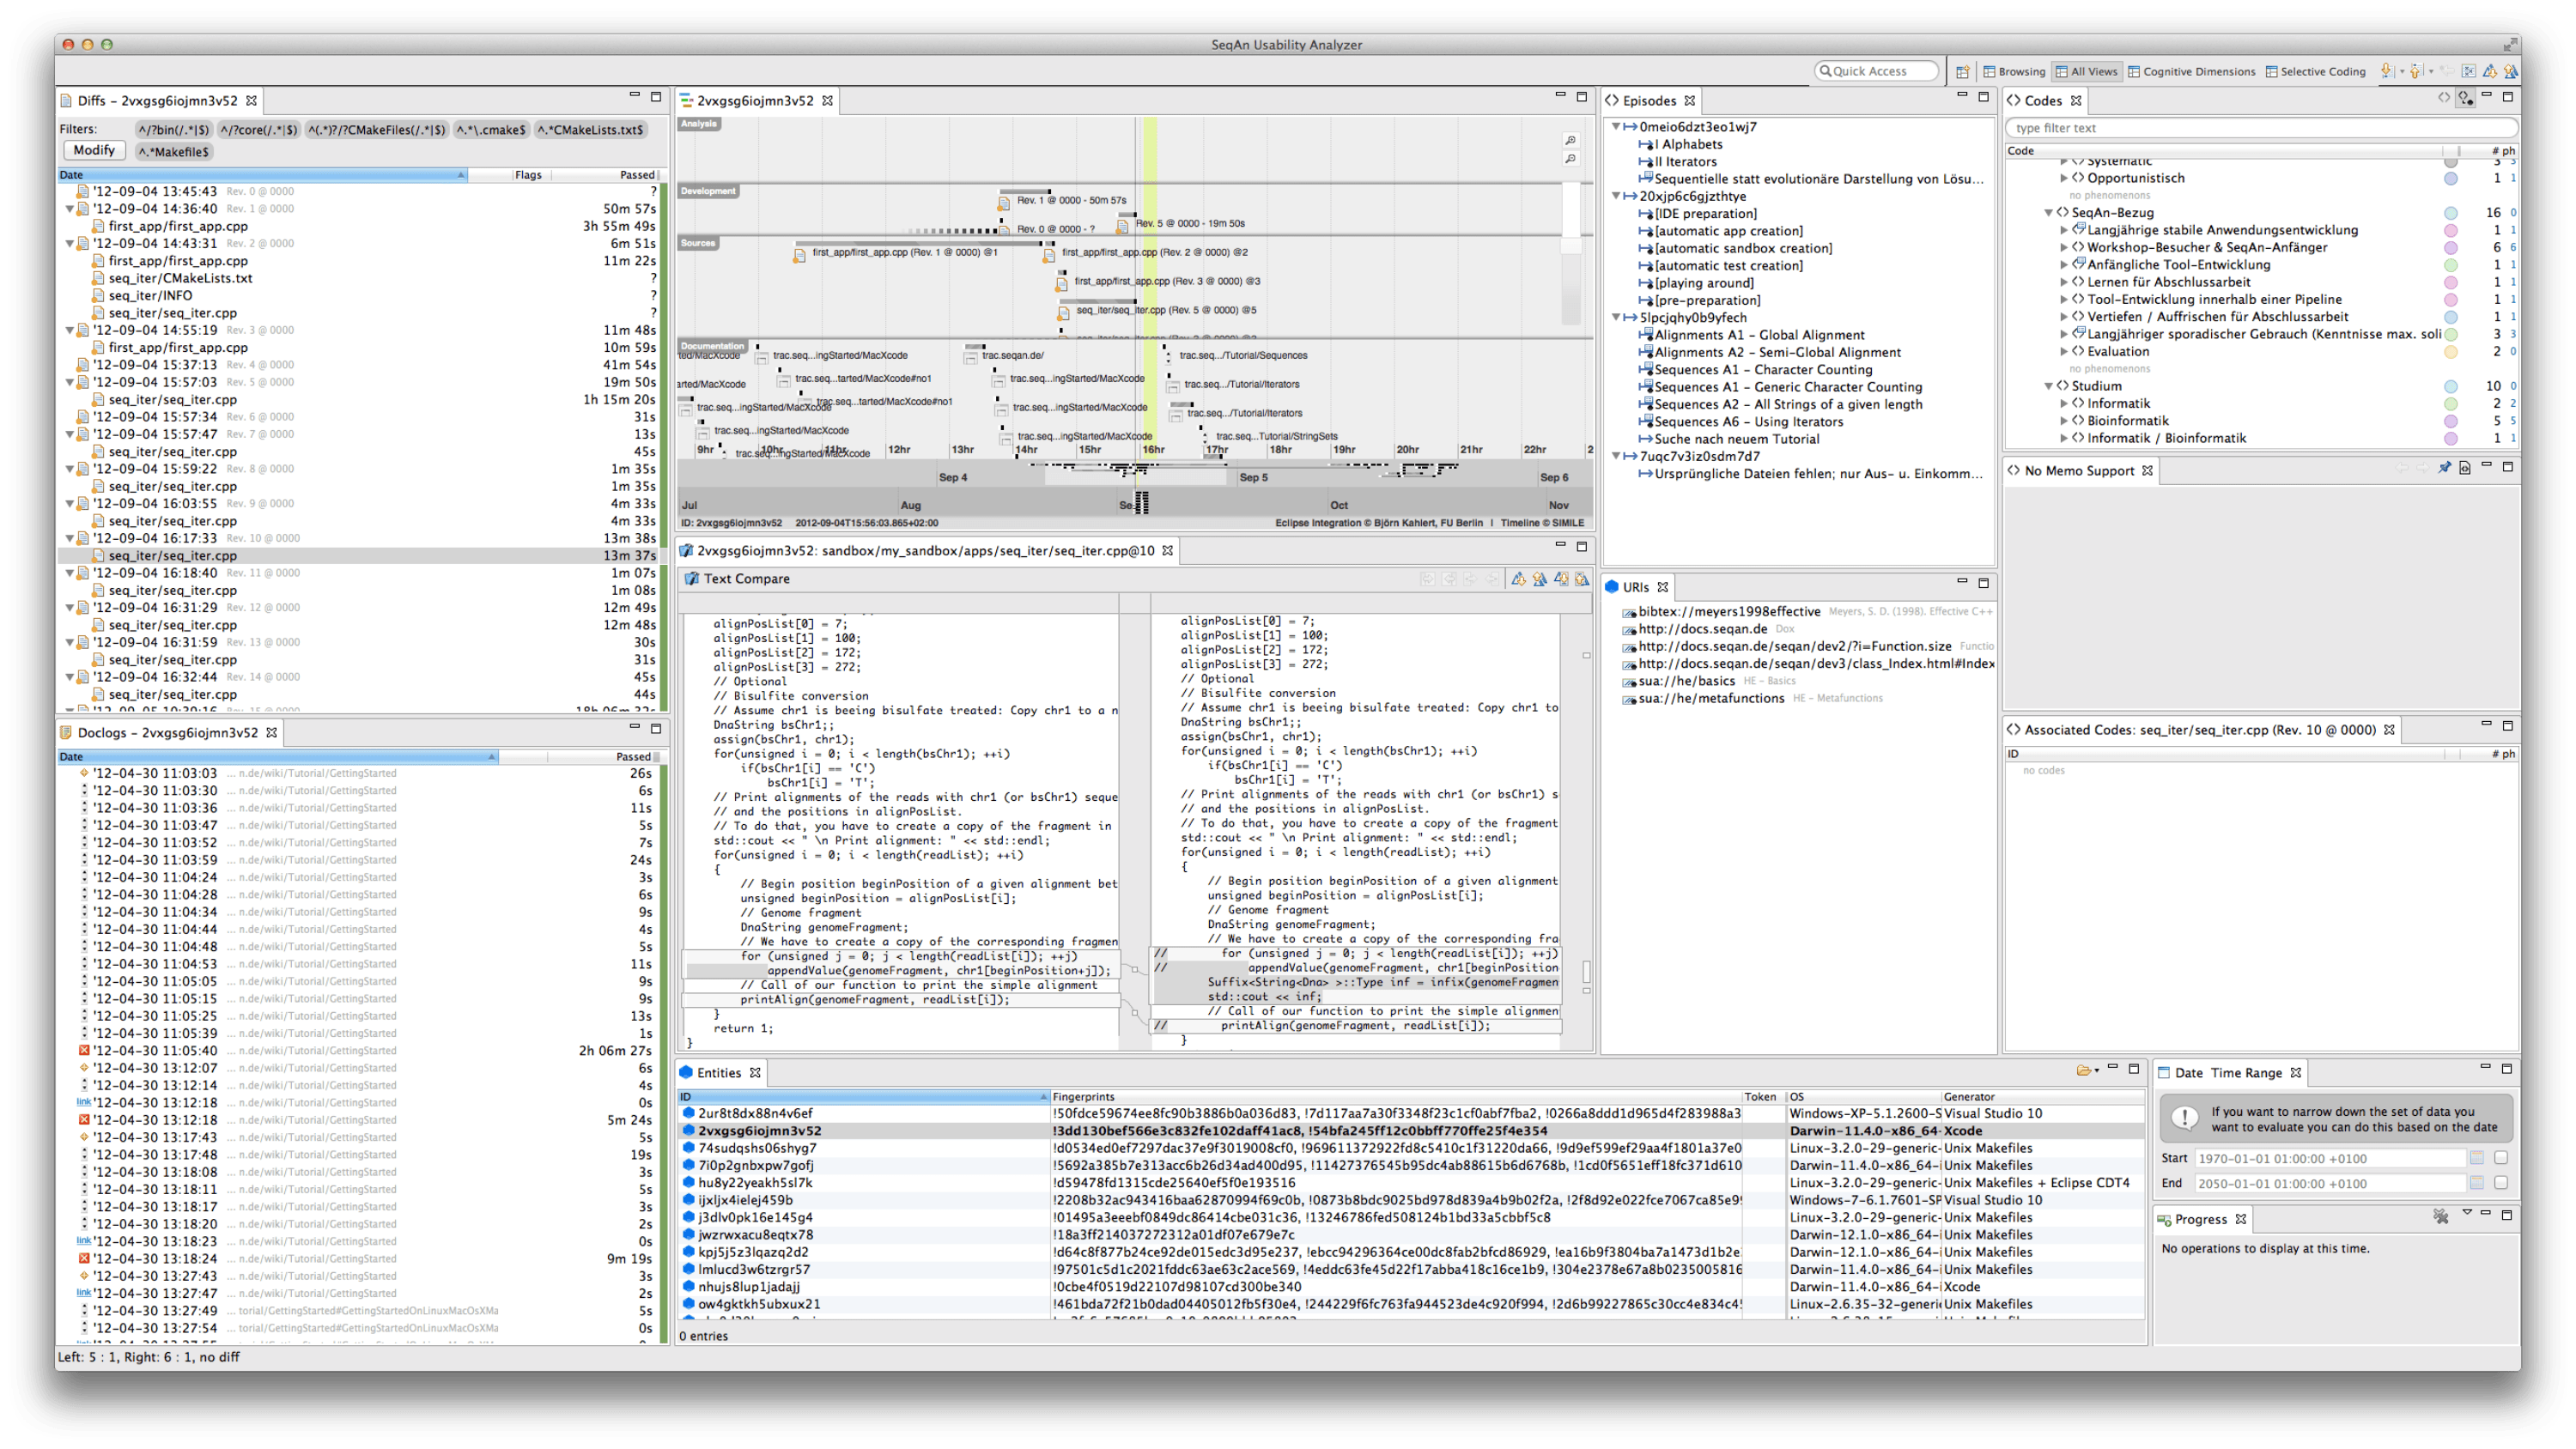 SeqAn Usability Analyzer
Quick Access
Browsing
All Views
Cognitive Dimensions
Selective Coding
Diffs - 2vxgsg6iojmn3v52
Filters:
^/?bin(/.*|$)
^/?core(/.*|$)
^(.*)?/?CMakeFiles(/.*|$)
^.*\.cmake$
^.*CMakeLists.txt$
Modify
^.*Makefile$
Date Flags Passed
'12-09-04 13:45:43 Rev. 0 @ 0000 ?
'12-09-04 14:36:40 Rev. 1 @ 0000 50m 57s
first_app/first_app.cpp 3h 55m 49s
'12-09-04 14:43:31 Rev. 2 @ 0000 6m 51s
first_app/first_app.cpp 11m 22s
seq_iter/CMakeLists.txt ?
seq_iter/INFO ?
seq_iter/seq_iter.cpp ?
'12-09-04 14:55:19 Rev. 3 @ 0000 11m 48s
first_app/first_app.cpp 10m 59s
'12-09-04 15:37:13 Rev. 4 @ 0000 41m 54s
'12-09-04 15:57:03 Rev. 5 @ 0000 19m 50s
seq_iter/seq_iter.cpp 1h 15m 20s
'12-09-04 15:57:34 Rev. 6 @ 0000 31s
'12-09-04 15:57:47 Rev. 7 @ 0000 13s
seq_iter/seq_iter.cpp 45s
'12-09-04 15:59:22 Rev. 8 @ 0000 1m 35s
seq_iter/seq_iter.cpp 1m 35s
'12-09-04 16:03:55 Rev. 9 @ 0000 4m 33s
seq_iter/seq_iter.cpp 4m 33s
'12-09-04 16:17:33 Rev. 10 @ 0000 13m 38s
seq_iter/seq_iter.cpp 13m 37s
'12-09-04 16:18:40 Rev. 11 @ 0000 1m 07s
seq_iter/seq_iter.cpp 1m 08s
'12-09-04 16:31:29 Rev. 12 @ 0000 12m 49s
seq_iter/seq_iter.cpp 12m 48s
'12-09-04 16:31:59 Rev. 13 @ 0000 30s
seq_iter/seq_iter.cpp 31s
'12-09-04 16:32:44 Rev. 14 @ 0000 45s
seq_iter/seq_iter.cpp 44s
Doclogs - 2vxgsg6iojmn3v52
Date Passed
'12-04-30 11:03:03 ... n.de/wiki/Tutorial/GettingStarted 26s
'12-04-30 11:03:30 ... n.de/wiki/Tutorial/GettingStarted 6s
'12-04-30 11:03:36 ... n.de/wiki/Tutorial/GettingStarted 11s
'12-04-30 11:03:47 ... n.de/wiki/Tutorial/GettingStarted 5s
'12-04-30 11:03:52 ... n.de/wiki/Tutorial/GettingStarted 7s
'12-04-30 11:03:59 ... n.de/wiki/Tutorial/GettingStarted 24s
'12-04-30 11:04:24 ... n.de/wiki/Tutorial/GettingStarted 3s
'12-04-30 11:04:28 ... n.de/wiki/Tutorial/GettingStarted 6s
'12-04-30 11:04:34 ... n.de/wiki/Tutorial/GettingStarted 9s
'12-04-30 11:04:44 ... n.de/wiki/Tutorial/GettingStarted 4s
'12-04-30 11:04:48 ... n.de/wiki/Tutorial/GettingStarted 5s
'12-04-30 11:04:53 ... n.de/wiki/Tutorial/GettingStarted 11s
'12-04-30 11:05:05 ... n.de/wiki/Tutorial/GettingStarted 9s
'12-04-30 11:05:15 ... n.de/wiki/Tutorial/GettingStarted 9s
'12-04-30 11:05:25 ... n.de/wiki/Tutorial/GettingStarted 13s
'12-04-30 11:05:39 ... n.de/wiki/Tutorial/GettingStarted 1s
'12-04-30 11:05:40 ... n.de/wiki/Tutorial/GettingStarted 2h 06m 27s
'12-04-30 13:12:07 ... n.de/wiki/Tutorial/GettingStarted 6s
'12-04-30 13:12:14 ... n.de/wiki/Tutorial/GettingStarted 4s
link '12-04-30 13:12:18 ... n.de/wiki/Tutorial/GettingStarted 0s
'12-04-30 13:12:18 ... n.de/wiki/Tutorial/GettingStarted 5m 24s
'12-04-30 13:17:43 ... n.de/wiki/Tutorial/GettingStarted 5s
'12-04-30 13:17:48 ... n.de/wiki/Tutorial/GettingStarted 19s
'12-04-30 13:18:08 ... n.de/wiki/Tutorial/GettingStarted 3s
'12-04-30 13:18:11 ... n.de/wiki/Tutorial/GettingStarted 5s
'12-04-30 13:18:17 ... n.de/wiki/Tutorial/GettingStarted 3s
'12-04-30 13:18:20 ... n.de/wiki/Tutorial/GettingStarted 2s
link '12-04-30 13:18:23 ... n.de/wiki/Tutorial/GettingStarted 0s
'12-04-30 13:18:24 ... n.de/wiki/Tutorial/GettingStarted 9m 19s
'12-04-30 13:27:43 ... n.de/wiki/Tutorial/GettingStarted 3s
link '12-04-30 13:27:47 ... n.de/wiki/Tutorial/GettingStarted 2s
'12-04-30 13:27:49 ... torial/GettingStarted#GettingStartedOnLinuxMacOsXMa 5s
'12-04-30 13:27:54 ... torial/GettingStarted#GettingStartedOnLinuxMacOsXMa 0s
Left: 5 : 1, Right: 6 : 1, no diff
2vxgsg6iojmn3v52
Analysis
Development
Rev. 1 @ 0000 - 50m 57s
Rev. 5 @ 0000 - 19m 50s
Rev. 0 @ 0000 - ?
Sources
first_app/first_app.cpp (Rev. 1 @ 0000) @1
first_app/first_app.cpp (Rev. 2 @ 0000) @2
first_app/first_app.cpp (Rev. 3 @ 0000) @3
seq_iter/seq_iter.cpp (Rev. 5 @ 0000) @5
Documentation
ted/MacXcode trac.seq...ingStarted/MacXcode trac.seqan.de/ trac.seq.../Tutorial/Sequences
arted/MacXcode trac.seq...tarted/MacXcode#no1 trac.seq...ingStarted/MacXcode trac.seq.../Tutorial/Iterators
trac.seq...ingStarted/MacXcode trac.seq...tarted/MacXcode#no1 trac.seq...ingStarted/MacXcode trac.seq.../Tutorial/Iterators
trac.seq...ingStarted/MacXcode trac.seq...ingStarted/MacXcode trac.seq...Tutorial/StringSets
9hr 10hr 11hr 12hr 13hr 14hr 15hr 16hr 17hr 18hr 19hr 20hr 21hr 22hr 2
trac.seq...ingStarted/MacXcode
Sep 4 Sep 5 Sep 6
Jul Aug Se Oct Nov
ID: 2vxgsg6iojmn3v52 2012-09-04T15:56:03.865+02:00 Eclipse Integration © Björn Kahlert, FU Berlin | Timeline © SIMILE
2vxgsg6iojmn3v52: sandbox/my_sandbox/apps/seq_iter/seq_iter.cpp@10
Text Compare
alignPosList[0] = 7;
alignPosList[1] = 100;
alignPosList[2] = 172;
alignPosList[3] = 272;
// Optional
// Bisulfite conversion
// Assume chr1 is beeing bisulfate treated: Copy chr1 to a n
DnaString bsChr1;;
assign(bsChr1, chr1);
for(unsigned i = 0; i < length(bsChr1); ++i)
if(bsChr1[i] == 'C')
bsChr1[i] = 'T';
// Print alignments of the reads with chr1 (or bsChr1) seque
// and the positions in alignPosList.
// To do that, you have to create a copy of the fragment in
std::cout << " \n Print alignment: " << std::endl;
for(unsigned i = 0; i < length(readList); ++i)
{
// Begin position beginPosition of a given alignment bet
unsigned beginPosition = alignPosList[i];
// Genome fragment
DnaString genomeFragment;
// We have to create a copy of the corresponding fragmen
for (unsigned j = 0; j < length(readList[i]); ++j)
appendValue(genomeFragment, chr1[beginPosition+j]);
// Call of our function to print the simple alignment
printAlign(genomeFragment, readList[i]);
}
return 1;
}
alignPosList[0] = 7;
alignPosList[1] = 100;
alignPosList[2] = 172;
alignPosList[3] = 272;
// Optional
// Bisulfite conversion
// Assume chr1 is beeing bisulfate treated: Copy chr1 to
DnaString bsChr1;;
assign(bsChr1, chr1);
for(unsigned i = 0; i < length(bsChr1); ++i)
if(bsChr1[i] == 'C')
bsChr1[i] = 'T';
// Print alignments of the reads with chr1 (or bsChr1) s
// and the positions in alignPosList.
// To do that, you have to create a copy of the fragment
std::cout << " \n Print alignment: " << std::endl;
for(unsigned i = 0; i < length(readList); ++i)
{
// Begin position beginPosition of a given alignment
unsigned beginPosition = alignPosList[i];
// Genome fragment
DnaString genomeFragment;
// We have to create a copy of the corresponding fra
// for (unsigned j = 0; j < length(readList[i]); ++j)
// appendValue(genomeFragment, chr1[beginPosition
Suffix<String<Dna> >::Type inf = infix(genomeFragmen
std::cout << inf;
// Call of our function to print the simple alignmen
// printAlign(genomeFragment, readList[i]);
}
Episodes
0meio6dzt3eo1wj7
I Alphabets
II Iterators
Sequentielle statt evolutionäre Darstellung von Lösu...
20xjp6c6gjzthtye
[IDE preparation]
[automatic app creation]
[automatic sandbox creation]
[automatic test creation]
[playing around]
[pre-preparation]
5lpcjqhy0b9yfech
Alignments A1 - Global Alignment
Alignments A2 - Semi-Global Alignment
Sequences A1 - Character Counting
Sequences A1 - Generic Character Counting
Sequences A2 - All Strings of a given length
Sequences A6 - Using Iterators
Suche nach neuem Tutorial
7uqc7v3iz0sdm7d7
Ursprüngliche Dateien fehlen; nur Aus- u. Einkomm...
URIs
bibtex://meyers1998effective Meyers, S. D. (1998). Effective C++
http://docs.seqan.de Dox
http://docs.seqan.de/seqan/dev2/?i=Function.size Functio
http://docs.seqan.de/seqan/dev3/class_Index.html#Index
sua://he/basics HE - Basics
sua://he/metafunctions HE - Metafunctions
Codes
type filter text
Code # ph
Systematic 3 3
Opportunistisch 1 1
no phenomenons
SeqAn-Bezug 16 0
Langjährige stabile Anwendungsentwicklung 1 1
Workshop-Besucher & SeqAn-Anfänger 6 6
Anfängliche Tool-Entwicklung 1 1
Lernen für Abschlussarbeit 1 1
Tool-Entwicklung innerhalb einer Pipeline 1 1
Vertiefen / Auffrischen für Abschlussarbeit 1 1
Langjähriger sporadischer Gebrauch (Kenntnisse max. soli 3 3
Evaluation 2 0
no phenomenons
Studium 10 0
Informatik 2 2
Bioinformatik 5 5
Informatik / Bioinformatik 1 1
No Memo Support
Associated Codes: seq_iter/seq_iter.cpp (Rev. 10 @ 0000)
ID # ph
no codes
Entities
ID Fingerprints Token OS Generator
2ur8t8dx88n4v6ef !50fdce59674ee8fc90b3886b0a036d83, !7d117aa7a30f3348f23c1cf0abf7fba2, !0266a8ddd1d965d4f283988a3 Windows-XP-5.1.2600-S Visual Studio 10
2vxgsg6iojmn3v52 !3dd130bef566e3c832fe102daff41ac8, !54bfa245ff12c0bbff770ffe25f4e354 Darwin-11.4.0-x86_64- Xcode
74sudqshs06shyg7 !d0534ed0ef7297dac37e9f3019008cf0, !969611372922fd8c5410c1f31220da66, !9d9ef599ef29aa4f1801a37e0 Linux-3.2.0-29-generic- Unix Makefiles
7i0p2gnbxpw7gofj !5692a385b7e313acc6b26d34ad400d95, !11427376545b95dc4ab88615b6d6768b, !1cd0f5651eff18fc371d610 Darwin-11.4.0-x86_64-i Unix Makefiles
hu8y22yeakh5sl7k !d59478fd1315cde25640ef5f0e193516 Linux-3.2.0-29-generic- Unix Makefiles + Eclipse CDT4
ijxljx4ielej459b !2208b32ac943416baa62870994f69c0b, !0873b8bdc9025bd978d839a4b9b02f2a, !2f8d92e022fce7067ca85e9 Windows-7-6.1.7601-SP Visual Studio 10
j3dlv0pk16e145g4 !01495a3eeebf0849dc86414cbe031c36, !13246786fed508124b1bd33a5cbbf5c8 Linux-3.2.0-29-generic- Unix Makefiles
jwzrwxacu8eqtx78 !18a3ff214037272312a01df07e679e7c Darwin-12.1.0-x86_64-i Unix Makefiles
kpj5j5z3lqazq2d2 !d64c8f877b24ce92de015edc3d95e237, !ebcc94296364ce00dc8fab2bfcd86929, !ea16b9f3804ba7a1473d1b2e Darwin-12.1.0-x86_64-i Unix Makefiles
lmlucd3w6tzrgr57 !97501c5d1c2021fddc63ae63c2ace569, !4eddc63fe45d22f17abba418c16ce1b9, !304e2378e67a8b0235005816 Darwin-11.4.0-x86_64-i Unix Makefiles
nhujs8lup1jadajj !0cbe4f0519d22107d98107cd300be340 Darwin-11.4.0-x86_64-i Xcode
ow4gktkh5ubxux21 !461bda72f21b0dad04405012fb5f30e4, !244229f6fc763fa944523de4c920f994, !2d6b99227865c30cc4e834c4 Linux-2.6.35-32-generi Unix Makefiles
0 entries
Date Time Range
If you want to narrow down the set of data you
want to evaluate you can do this based on the date
Start 1970-01-01 01:00:00 +0100
End 2050-01-01 01:00:00 +0100
Progress
No operations to display at this time.